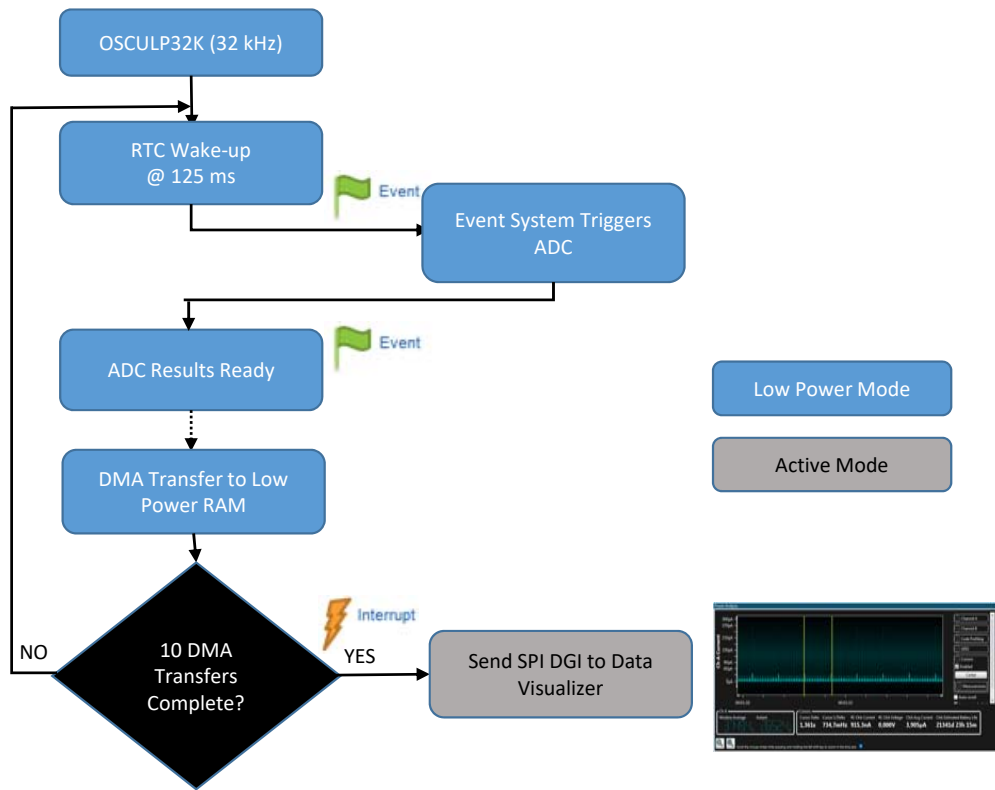 OSCULP32K (32 kHz)
RTC Wake-up
@ 125 ms
Event
Event System Triggers
ADC
ADC Results Ready
Event
Low Power Mode
Active Mode
DMA Transfer to Low
Power RAM
Interrupt
NO
10 DMA
Transfers
Complete?
YES
Send SPI DGI to Data
Visualizer